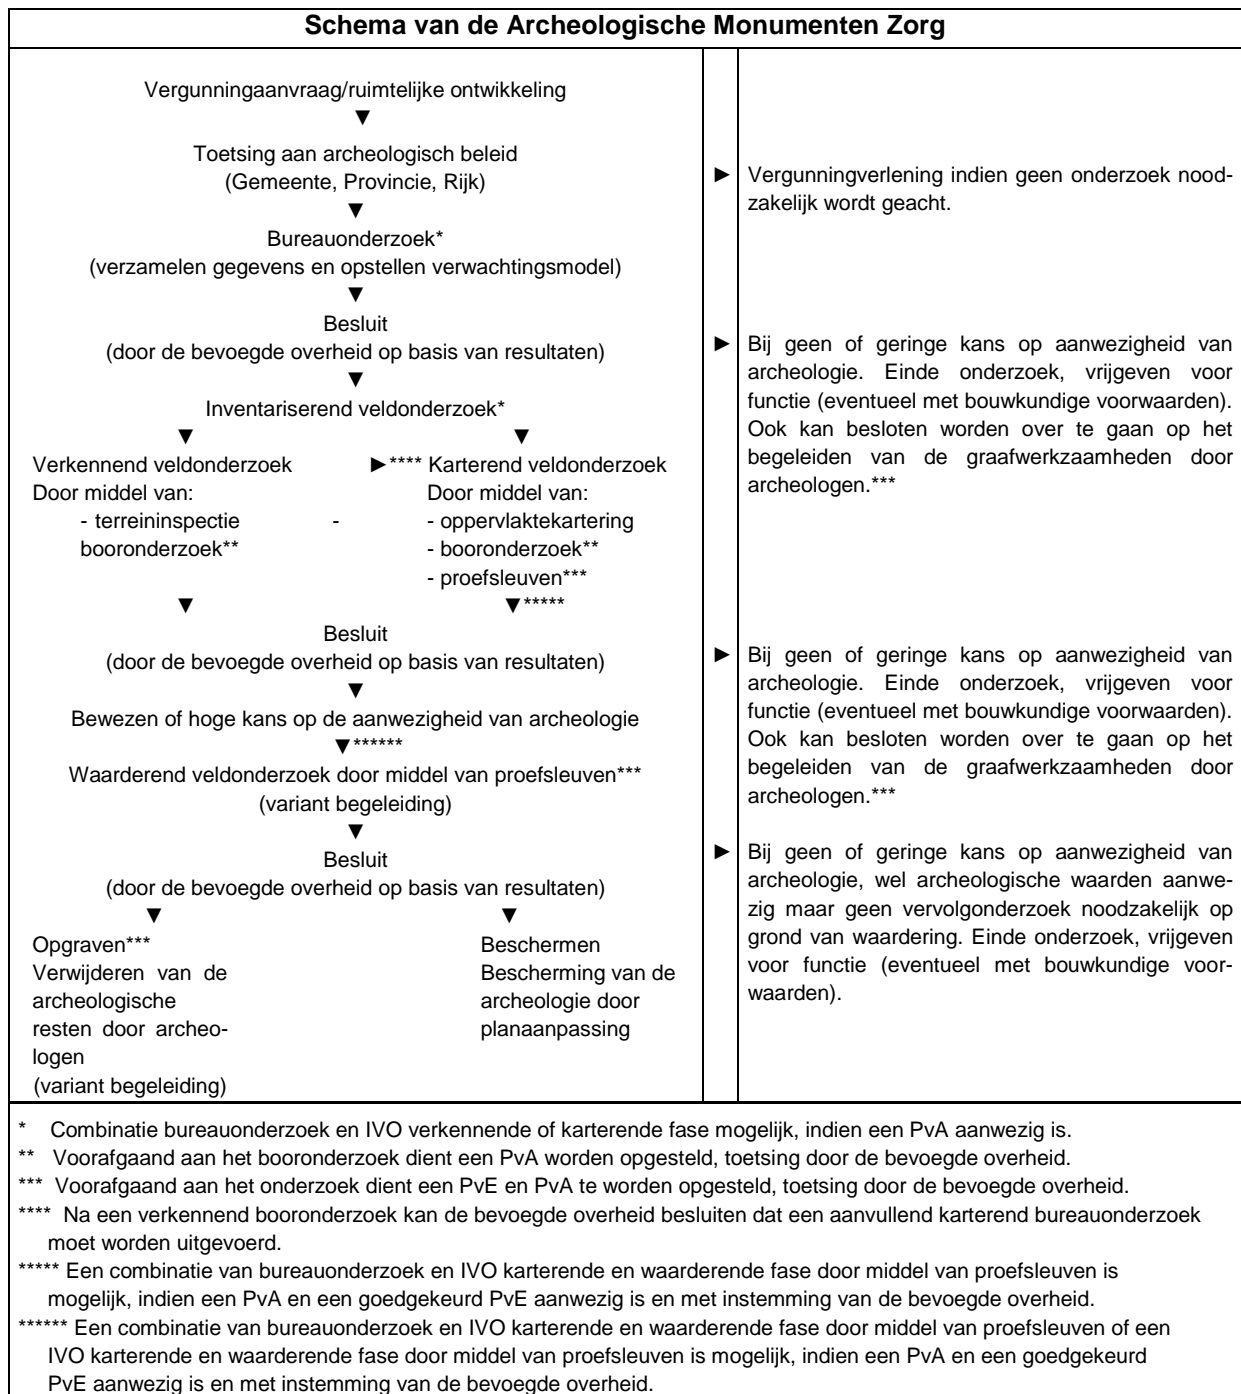 Schema van de Archeologische Monumenten Zorg
Vergunningaanvraag/ruimtelijke ontwikkeling
▼
Toetsing aan archeologisch beleid
(Gemeente, Provincie, Rijk)
▼
Bureauonderzoek*
(verzamelen gegevens en opstellen verwachtingsmodel)
▼
Besluit
(door de bevoegde overheid op basis van resultaten)
▼
Inventariserend veldonderzoek*
▼ ▼
Verkennend veldonderzoek ►**** Karterend veldonderzoek
Door middel van: Door middel van:
- terreininspectie - - oppervlaktekartering
booronderzoek** - booronderzoek**
- proefsleuven***
▼ ▼*****
Besluit
(door de bevoegde overheid op basis van resultaten)
▼
Bewezen of hoge kans op de aanwezigheid van archeologie
▼******
Waarderend veldonderzoek door middel van proefsleuven***
(variant begeleiding)
▼
Besluit
(door de bevoegde overheid op basis van resultaten)
▼ ▼
Opgraven*** Beschermen
Verwijderen van de Bescherming van de
archeologische archeologie door
resten door archeo- planaanpassing
logen
(variant begeleiding)
► Vergunningverlening indien geen onderzoek nood-
zakelijk wordt geacht.
► Bij geen of geringe kans op aanwezigheid van
archeologie. Einde onderzoek, vrijgeven voor
functie (eventueel met bouwkundige voorwaarden).
Ook kan besloten worden over te gaan op het
begeleiden van de graafwerkzaamheden door
archeologen.***
► Bij geen of geringe kans op aanwezigheid van
archeologie. Einde onderzoek, vrijgeven voor
functie (eventueel met bouwkundige voorwaarden).
Ook kan besloten worden over te gaan op het
begeleiden van de graafwerkzaamheden door
archeologen.***
► Bij geen of geringe kans op aanwezigheid van
archeologie, wel archeologische waarden aanwe-
zig maar geen vervolgonderzoek noodzakelijk op
grond van waardering. Einde onderzoek, vrijgeven
voor functie (eventueel met bouwkundige voor-
waarden).
* Combinatie bureauonderzoek en IVO verkennende of karterende fase mogelijk, indien een PvA aanwezig is.
** Voorafgaand aan het booronderzoek dient een PvA worden opgesteld, toetsing door de bevoegde overheid.
*** Voorafgaand aan het onderzoek dient een PvE en PvA te worden opgesteld, toetsing door de bevoegde overheid.
**** Na een verkennend booronderzoek kan de bevoegde overheid besluiten dat een aanvullend karterend bureauonderzoek
moet worden uitgevoerd.
***** Een combinatie van bureauonderzoek en IVO karterende en waarderende fase door middel van proefsleuven is
mogelijk, indien een PvA en een goedgekeurd PvE aanwezig is en met instemming van de bevoegde overheid.
****** Een combinatie van bureauonderzoek en IVO karterende en waarderende fase door middel van proefsleuven of een
IVO karterende en waarderende fase door middel van proefsleuven is mogelijk, indien een PvA en een goedgekeurd
PvE aanwezig is en met instemming van de bevoegde overheid.